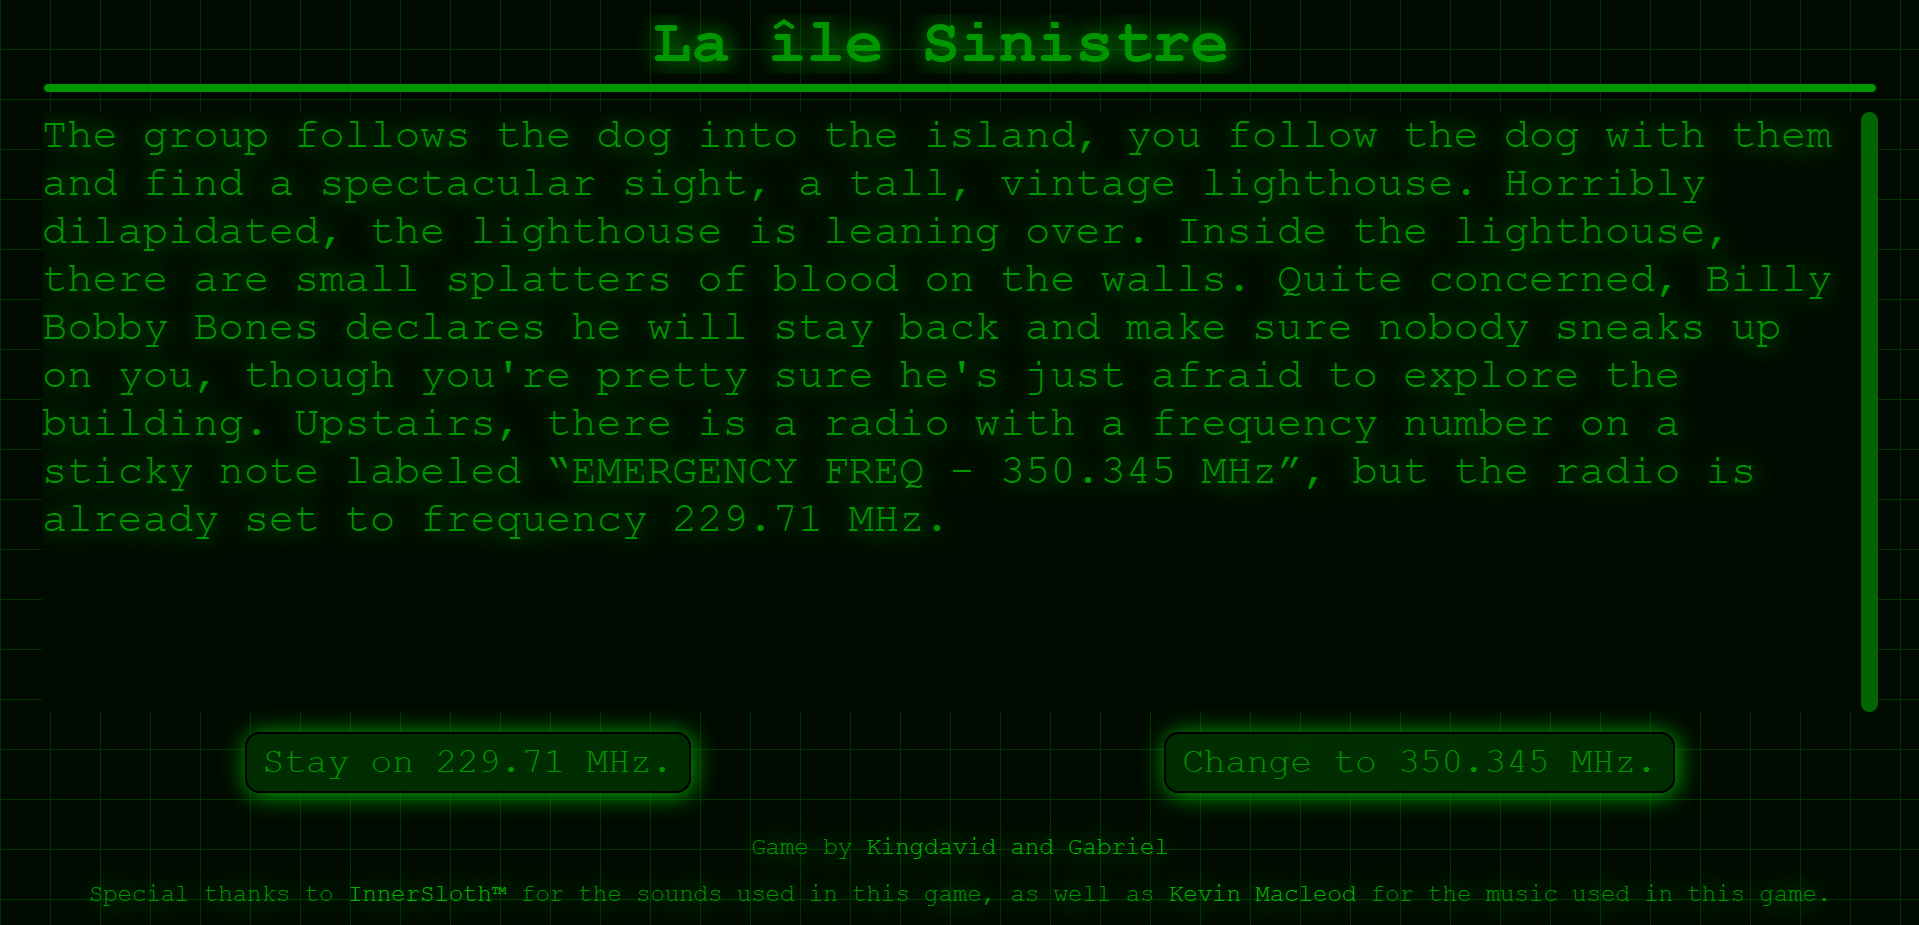 La île Sinistre
The group follows the dog into the island, you follow the dog with them
and find a spectacular sight, a tall, vintage lighthouse. Horribly
dilapidated, the lighthouse is leaning over. Inside the lighthouse,
there are small splatters of blood on the walls. Quite concerned, Billy
Bobby Bones declares he will stay back and make sure nobody sneaks up
on you, though you're pretty sure he's just afraid to explore the
building. Upstairs, there is a radio with a frequency number on a
sticky note labeled “EMERGENCY FREQ – 350.345 MHz”, but the radio is
already set to frequency 229.71 MHz.
Stay on 229.71 MHz.
Change to 350.345 MHz.
Game by Kingdavid and Gabriel
Special thanks to InnerSloth™ for the sounds used in this game, as well as Kevin Macleod for the music used in this game.